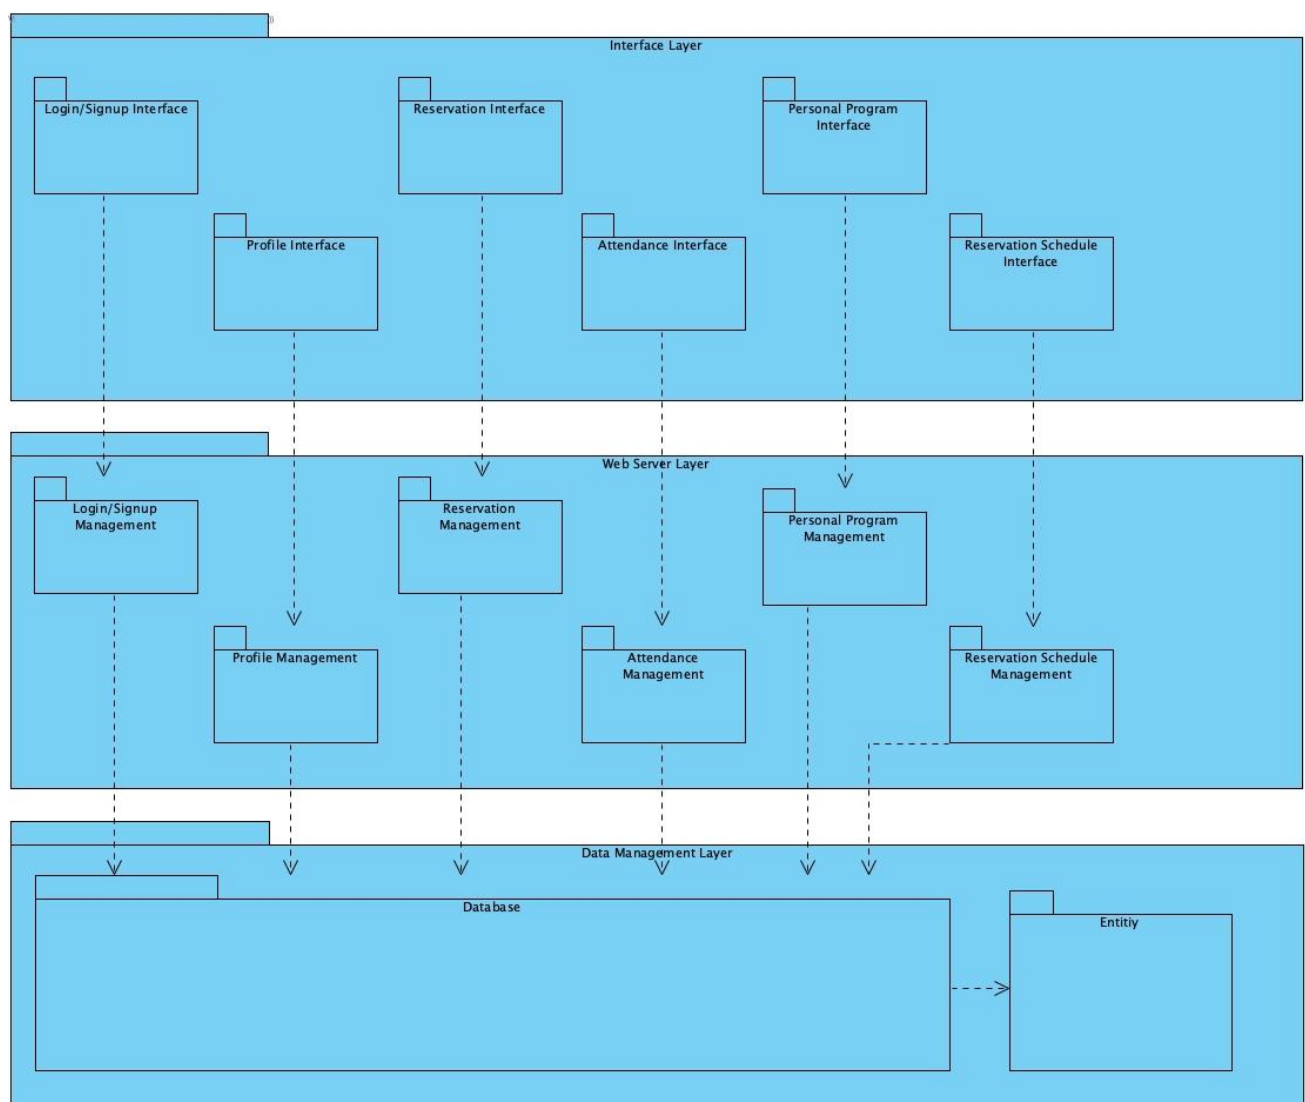 Interface Layer
Login/Signup Interface
Reservation Interface
Personal Program
Interface
Profile Interface
Attendance Interface
Reservation Schedule
Interface
Web Server Layer
Login/Signup
Management
Reservation
Management
Personal Program
Management
Profile Management
Attendance
Management
Reservation Schedule
Management
Data Management Layer
Database
Entitiy